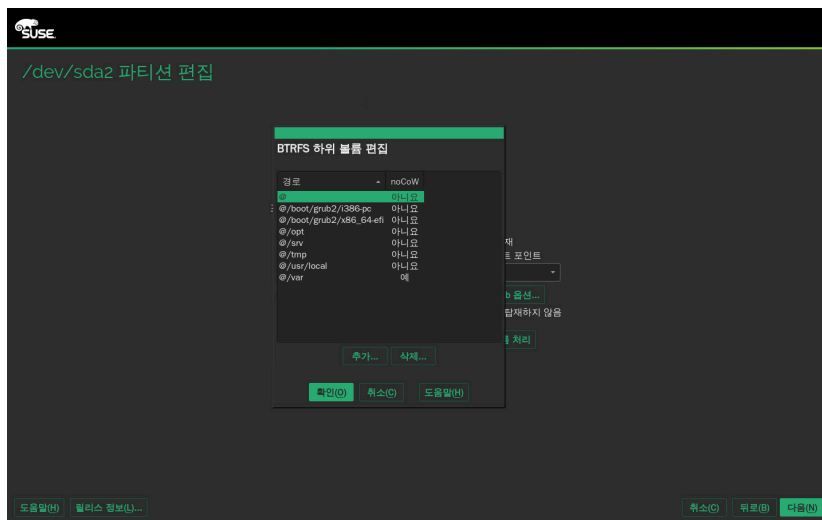 SUSE
/dev/sda2 파티션 편집
BTRFS 하위 볼륨 편집
경로 noCoW
@ 아니요
@/boot/grub2/i386-pc 아니요
@/boot/grub2/x86_64-efi 아니요
@/opt 아니요
@/srv 아니요
@/tmp 아니요
@/usr/local 아니요
@/var 예
재
트 포인트
b 옵션...
탑재하지 않음
처리
추가... 삭제...
확인(O) 취소(C) 도움말(H)
도움말(H) 릴리스 정보(L)... 취소(C) 뒤로(B) 다음(N)